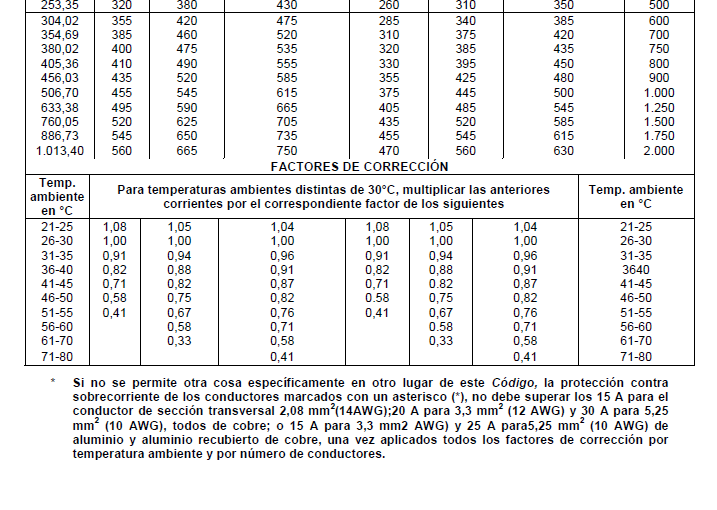 253,35 320 380 430 260 310 350 500
304,02 355 420 475 285 340 385 600
354,69 385 460 520 310 375 420 700
380,02 400 475 535 320 385 435 750
405,36 410 490 555 330 395 450 800
456,03 435 520 585 355 425 480 900
506,70 455 545 615 375 445 500 1.000
633,38 495 590 665 405 485 545 1.250
760,05 520 625 705 435 520 585 1.500
886,73 545 650 735 455 545 615 1.750
1.013,40 560 665 750 470 560 630 2.000
FACTORES DE CORRECCIÓN
Temp.
ambiente
en °C
Para temperaturas ambientes distintas de 30°C, multiplicar las anteriores
corrientes por el correspondiente factor de los siguientes
Temp. ambiente
en °C
21-25 1,08 1,05 1,04 1,08 1,05 1,04 21-25
26-30 1,00 1,00 1,00 1,00 1,00 1,00 26-30
31-35 0,91 0,94 0,96 0,91 0,94 0,96 31-35
36-40 0,82 0,88 0,91 0,82 0,88 0,91 3640
41-45 0,71 0,82 0,87 0,71 0.82 0,87 41-45
46-50 0,58 0,75 0,82 0.58 0,75 0,82 46-50
51-55 0,41 0,67 0,76 0,41 0,67 0,76 51-55
56-60 0,58 0,71 0.58 0,71 56-60
61-70 0,33 0,58 0,33 0,58 61-70
71-80 0,41 0,41 71-80
* Si no se permite otra cosa específicamente en otro lugar de este Código, la protección contra
sobrecorriente de los conductores marcados con un asterisco (*), no debe superar los 15 A para el
conductor de sección transversal 2,08 mm²(14AWG);20 A para 3,3 mm² (12 AWG) y 30 A para 5,25
mm² (10 AWG), todos de cobre; o 15 A para 3,3 mm2 AWG) y 25 A para5,25 mm² (10 AWG) de
aluminio y aluminio recubierto de cobre, una vez aplicados todos los factores de corrección por
temperatura ambiente y por número de conductores.